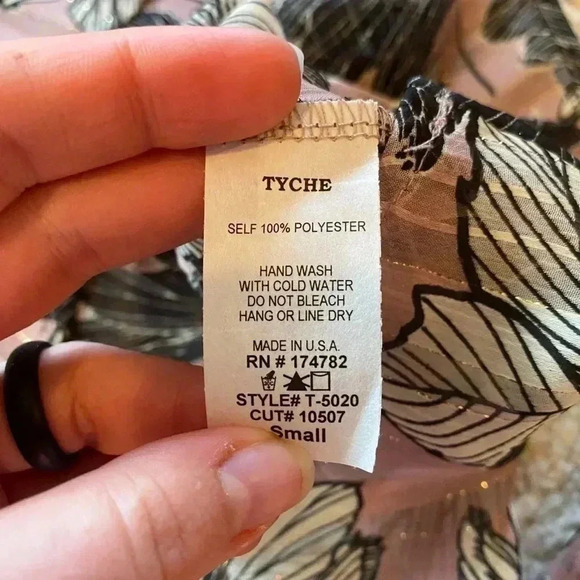 TYCHE
SELF 100% POLYESTER
HAND WASH
WITH COLD WATER
DO NOT BLEACH
HANG OR LINE DRY
MADE IN U.S.A.
RN # 174782
STYLE# T-5020
CUT# 10507
Small